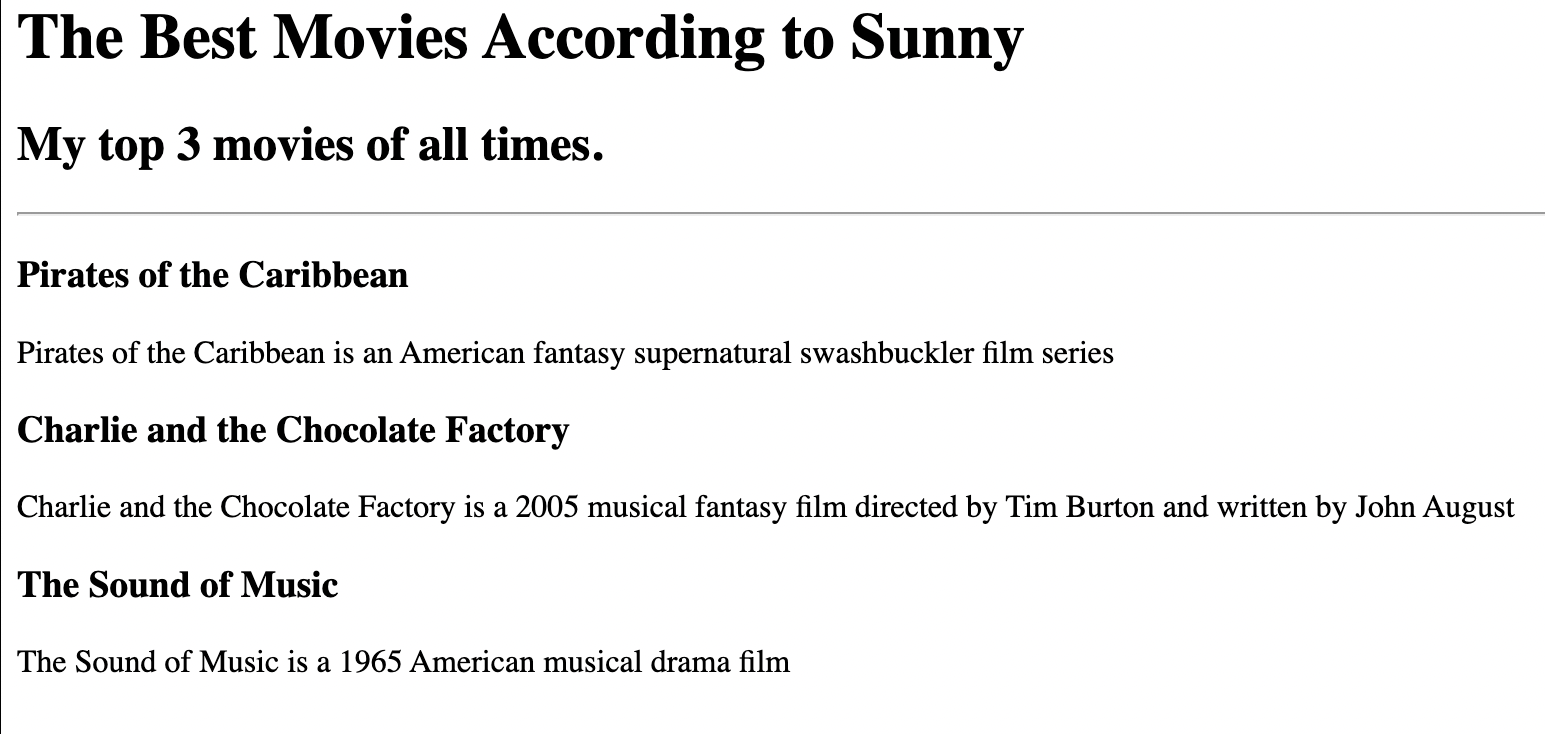 The Best Movies According to Sunny
My top 3 movies of all times.
Pirates of the Caribbean
Pirates of the Caribbean is an American fantasy supernatural swashbuckler film series
Charlie and the Chocolate Factory
Charlie and the Chocolate Factory is a 2005 musical fantasy film directed by Tim Burton and written by John August
The Sound of Music
The Sound of Music is a 1965 American musical drama film